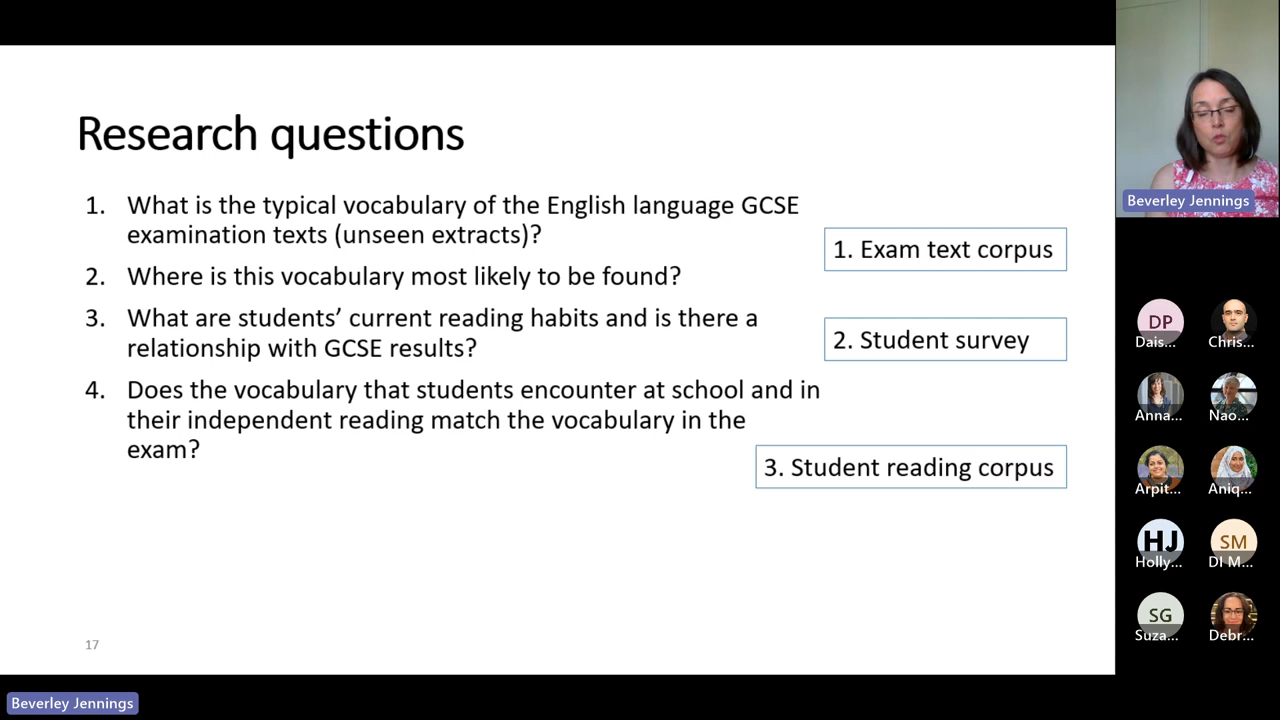 Research questions
1. What is the typical vocabulary of the English language GCSE
examination texts (unseen extracts)?
2. Where is this vocabulary most likely to be found?
3. What are students’ current reading habits and is there a
relationship with GCSE results?
4. Does the vocabulary that students encounter at school and in
their independent reading match the vocabulary in the
exam?
1. Exam text corpus
2. Student survey
3. Student reading corpus
17
Beverley Jennings
Beverley Jennings
DP
Dais...
Chris...
Anna...
Nao...
Arpit...
Aniq...
HJ
Holly...
SM
DI M...
SG
Suza...
Debr...